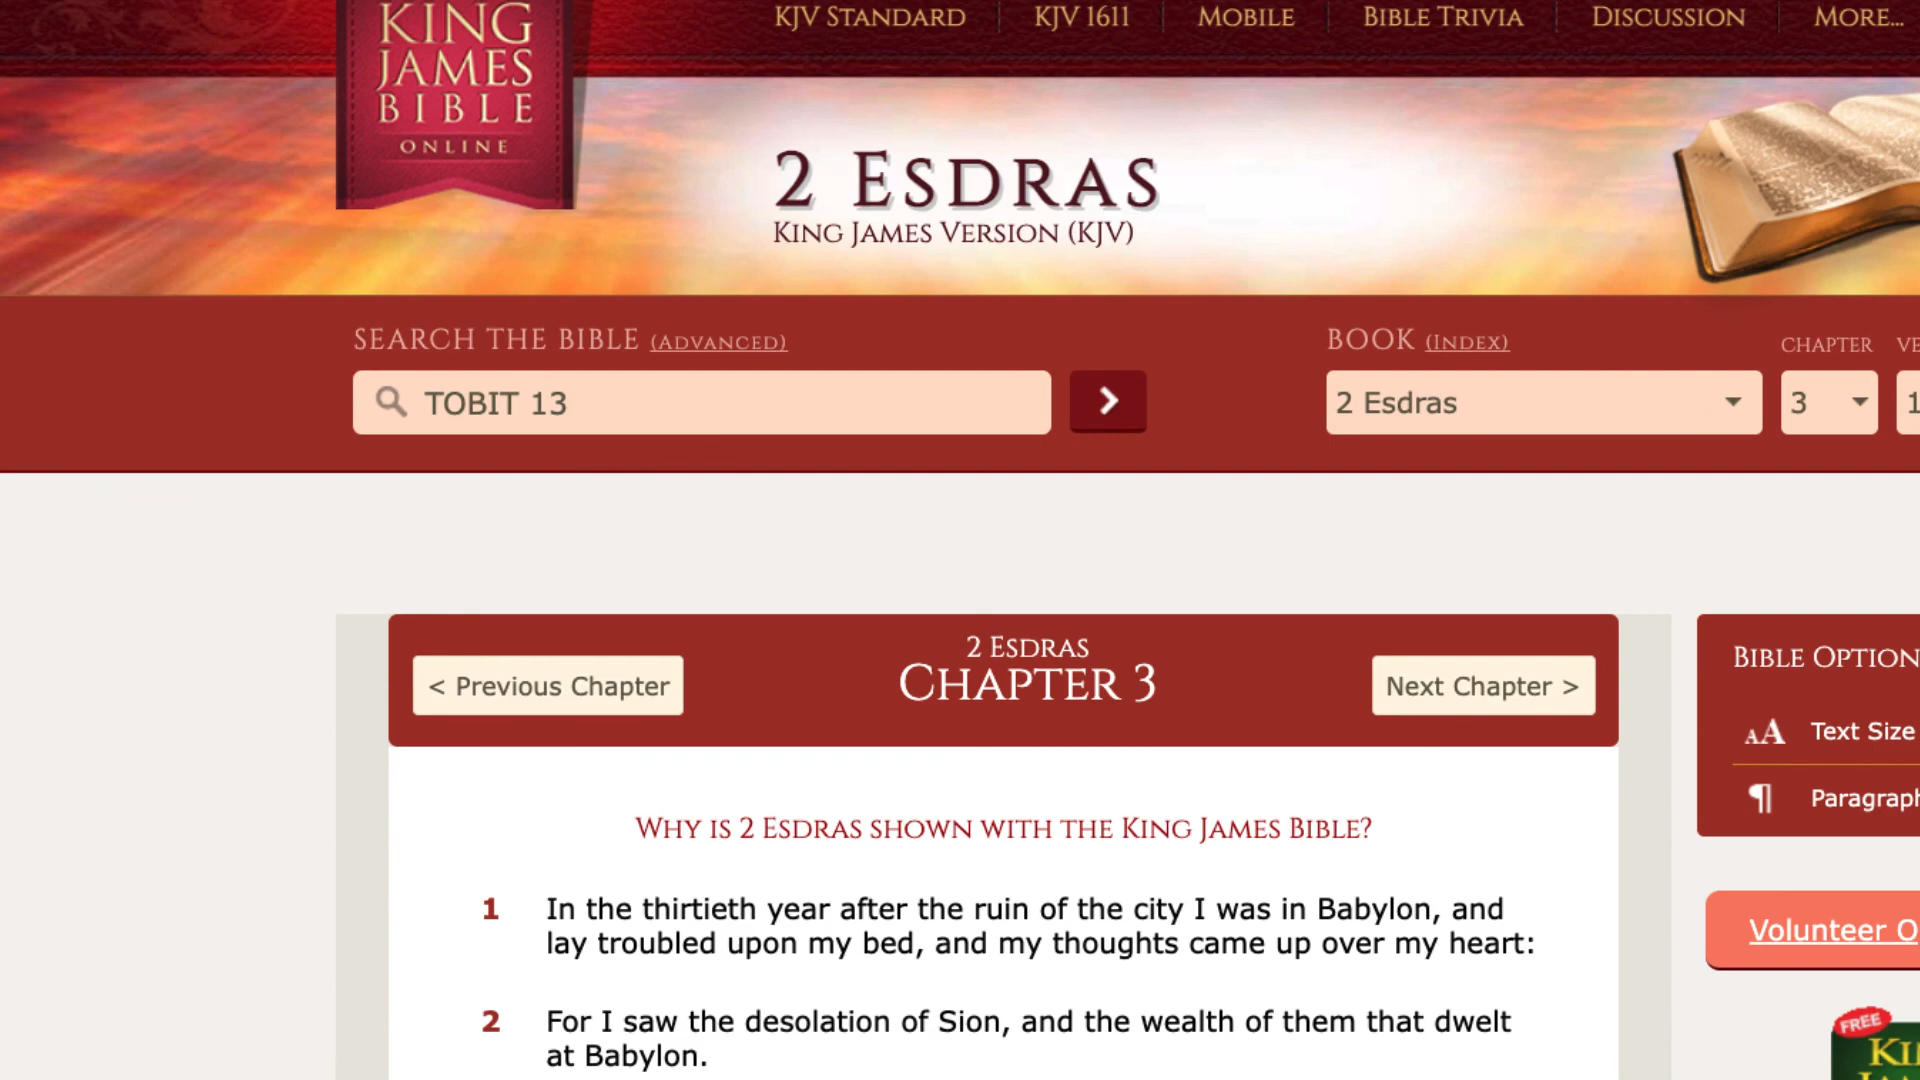 KING
JAMES
BIBLE
ONLINE
KJV STANDARD
KJV 1611
MOBILE
BIBLE TRIVIA
DISCUSSION
MORE...
2 ESDRAS
KING JAMES VERSION (KJV)
SEARCH THE BIBLE (ADVANCED)
TOBIT 13
BOOK (INDEX)
2 Esdras
CHAPTER
3
VE
1
< Previous Chapter
2 ESDRAS
CHAPTER 3
Next Chapter >
WHY IS 2 ESDRAS SHOWN WITH THE KING JAMES BIBLE?
1 In the thirtieth year after the ruin of the city I was in Babylon, and
lay troubled upon my bed, and my thoughts came up over my heart:
2 For I saw the desolation of Sion, and the wealth of them that dwelt
at Babylon.
BIBLE OPTION
AA Text Size
¶ Paragraph
Volunteer O
FREE